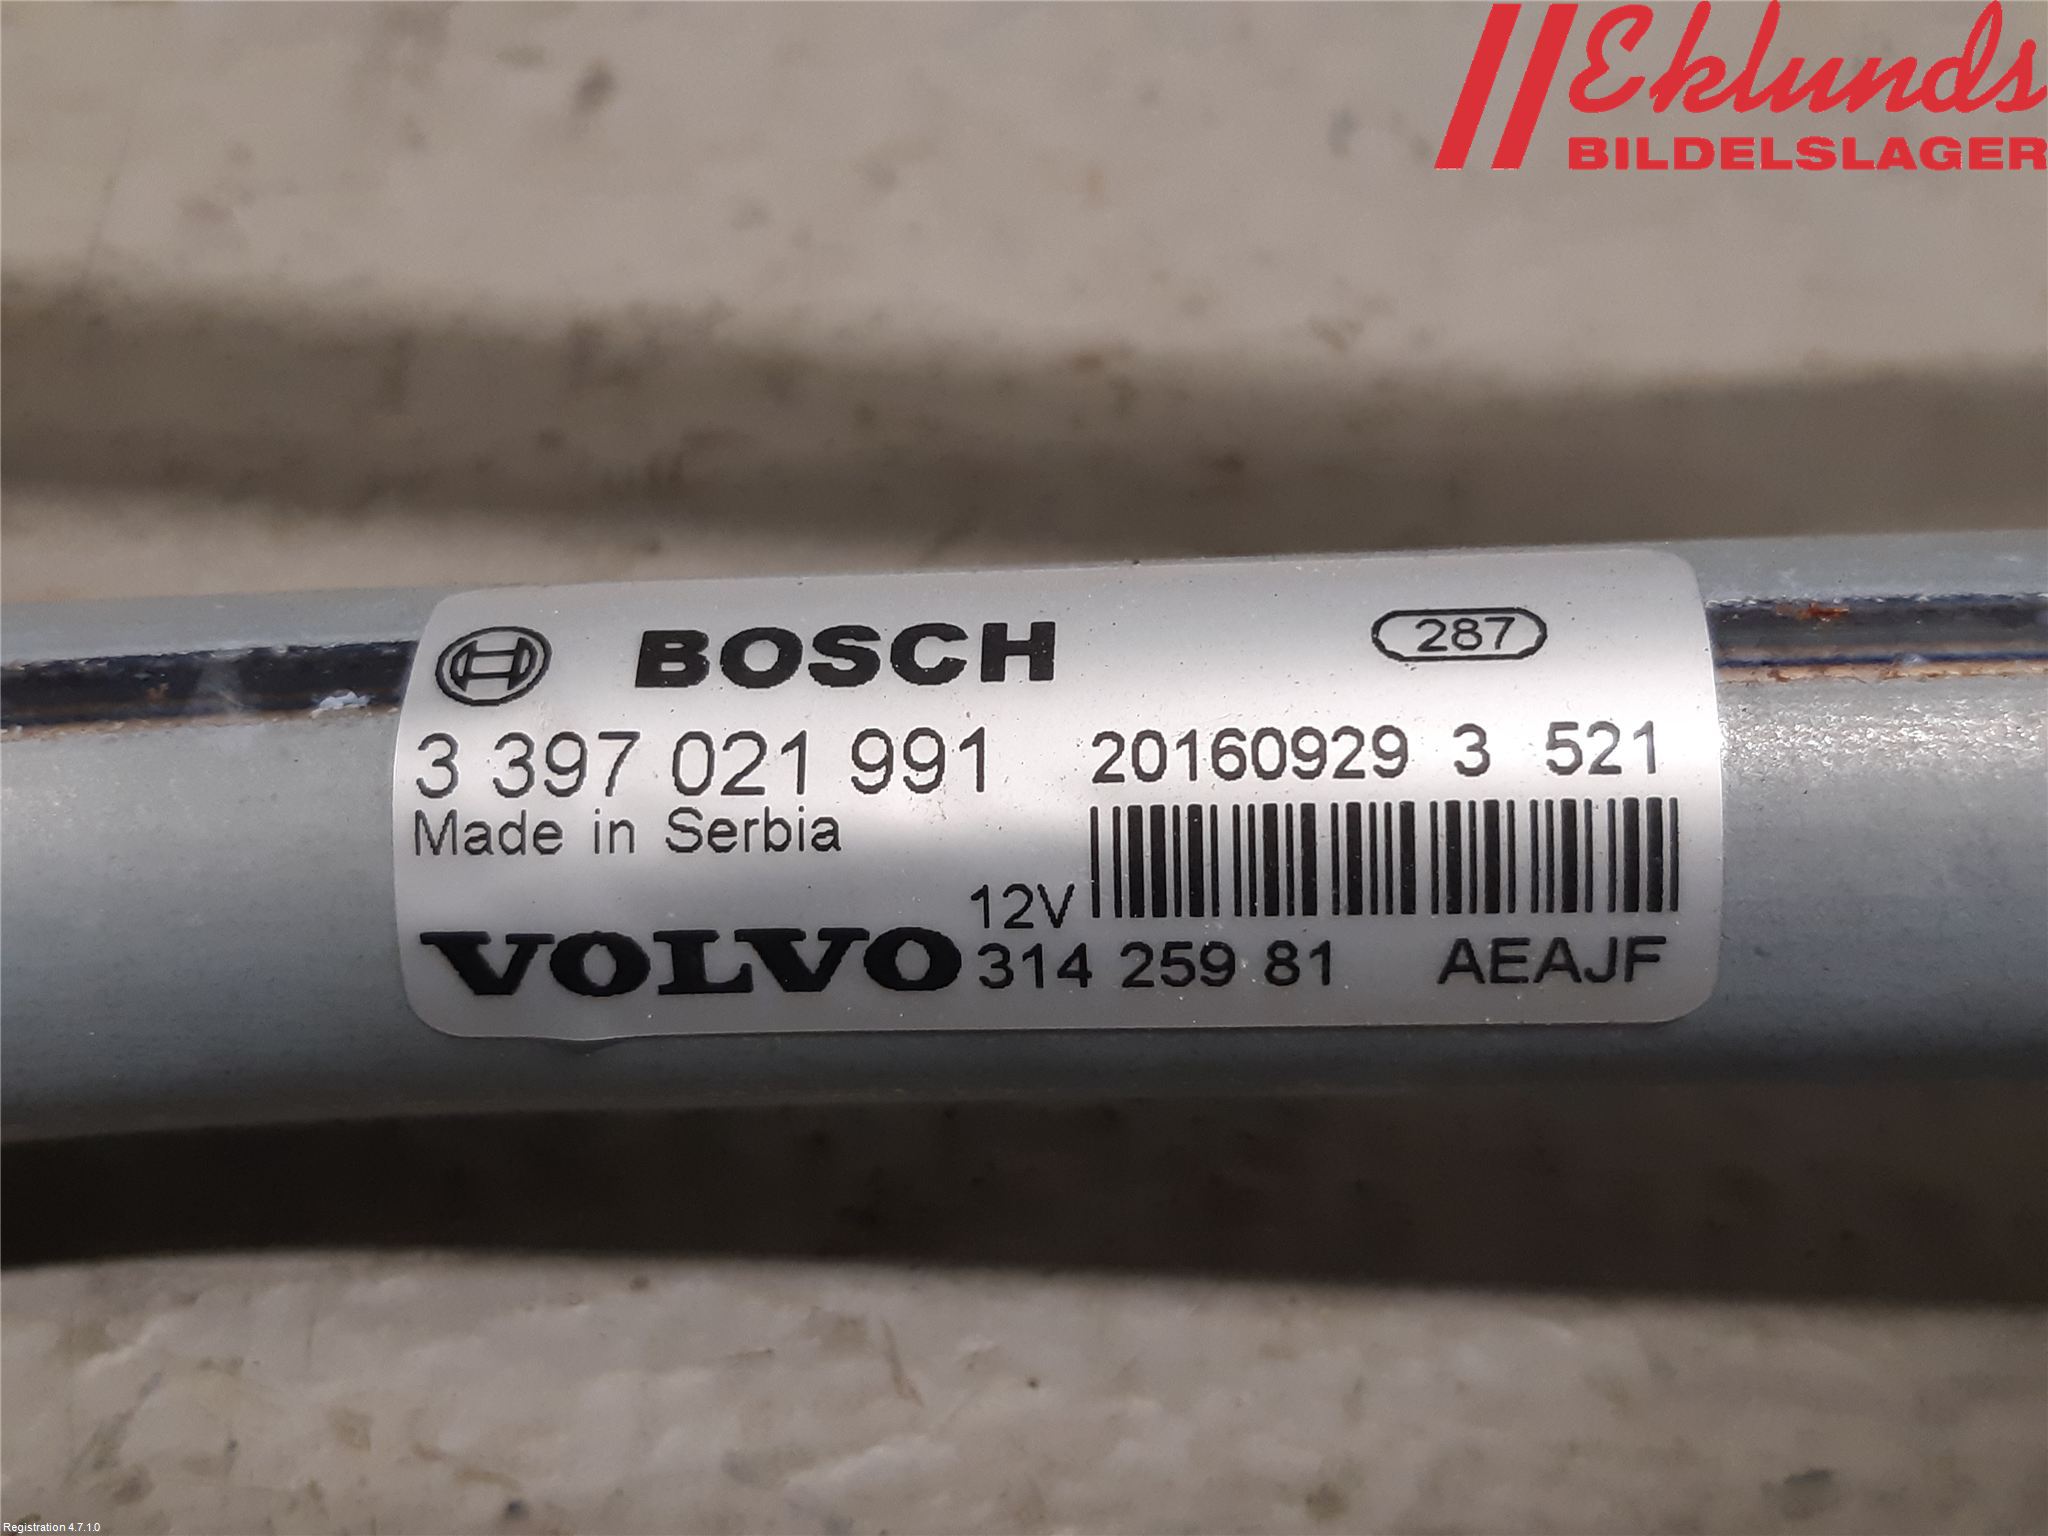 Eklunds
BILDELSLAGER
BOSCH 287
3 397 021 991 20160929 3 521
Made in Serbia
12V
VOLVO 314 259 81 AEAJF
Registration 4.7.1.0